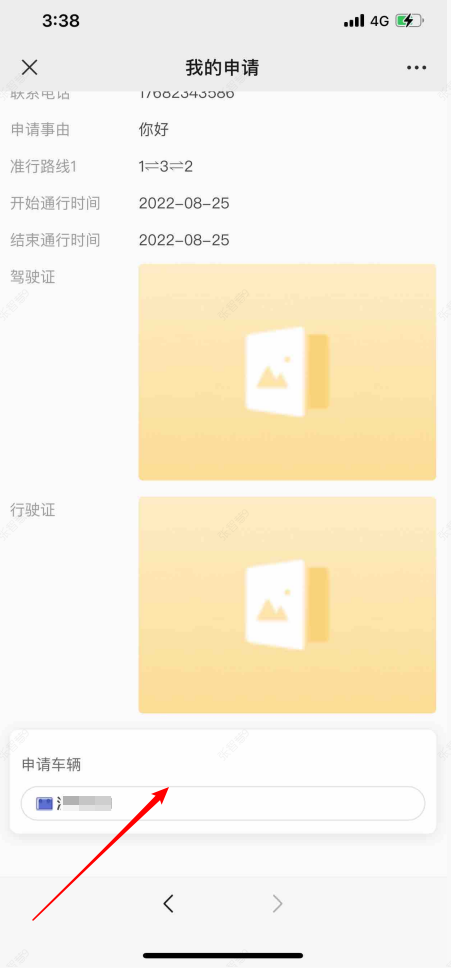 3:38
4G
我的申请
联系电话 17682343586
申请事由 你好
准行路线1 1⇌3⇌2
开始通行时间 2022-08-25
结束通行时间 2022-08-25
驾驶证
行驶证
申请车辆